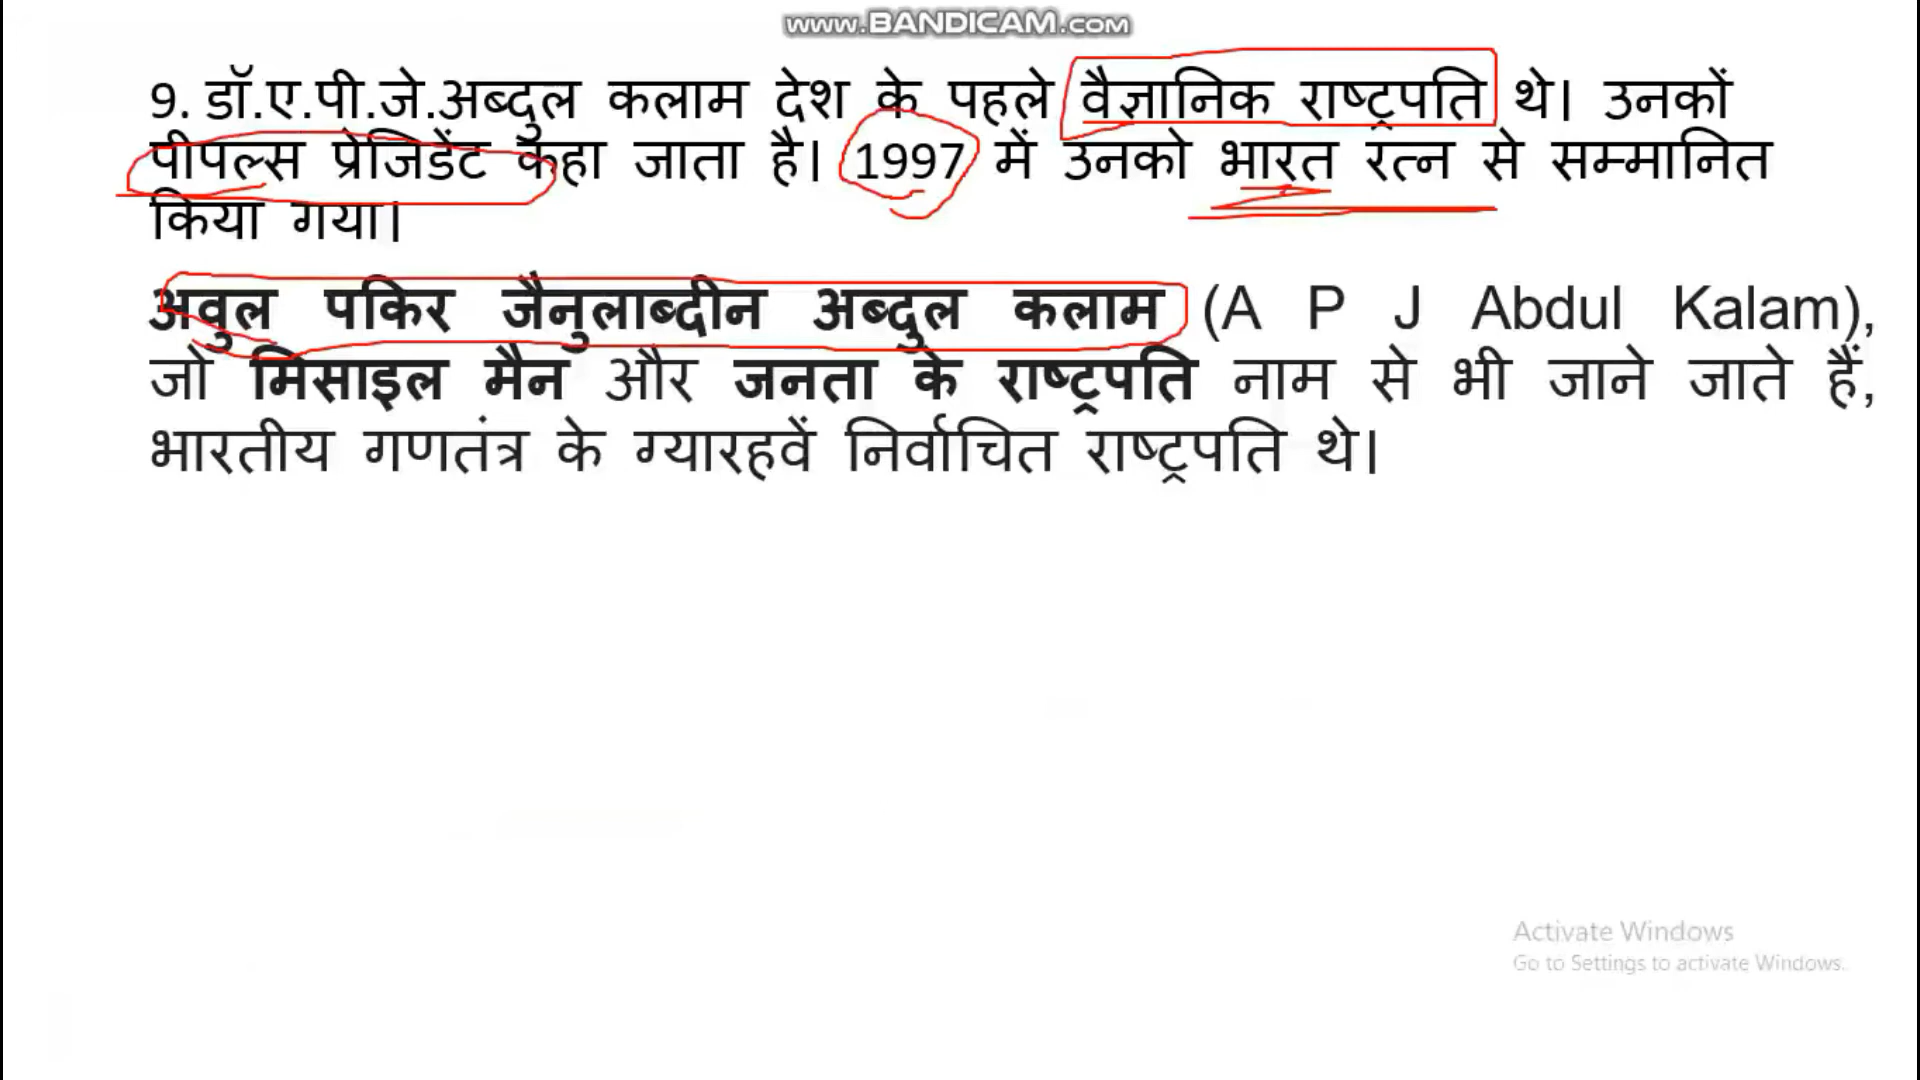 www.BANDICAM.com
9. डॉ.ए.पी.जे.अब्दुल कलाम देश के पहले वैज्ञानिक राष्ट्रपति थे। उनकों
पीपल्स प्रेजिडेंट कहा जाता है। 1997 में उनको भारत रत्न से सम्मानित
किया गया।
अवुल पकिर जैनुलाब्दीन अब्दुल कलाम (A P J Abdul Kalam),
जो मिसाइल मैन और जनता के राष्ट्रपति नाम से भी जाने जाते हैं,
भारतीय गणतंत्र के ग्यारहवें निर्वाचित राष्ट्रपति थे।
Activate Windows
Go to Settings to activate Windows.